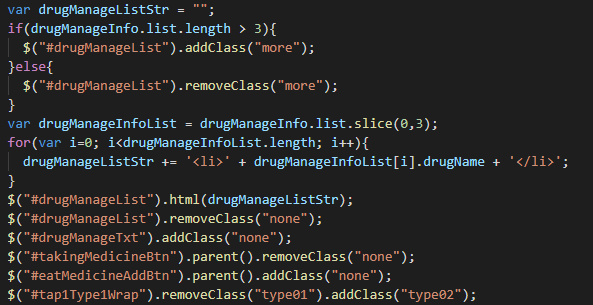 var drugManageListStr = "";
if(drugManageInfo.list.length > 3){
  $("#drugManageList").addClass("more");
}else{
  $("#drugManageList").removeClass("more");
}
var drugManageInfoList = drugManageInfo.list.slice(0,3);
for(var i=0; i<drugManageInfoList.length; i++){
  drugManageListStr += '<li>' + drugManageInfoList[i].drugName + '</li>';
}
$("#drugManageList").html(drugManageListStr);
$("#drugManageList").removeClass("none");
$("#drugManageTxt").addClass("none");
$("#takingMedicineBtn").parent().removeClass("none");
$("#eatMedicineAddBtn").parent().addClass("none");
$("#tap1Type1Wrap").removeClass("type01").addClass("type02");